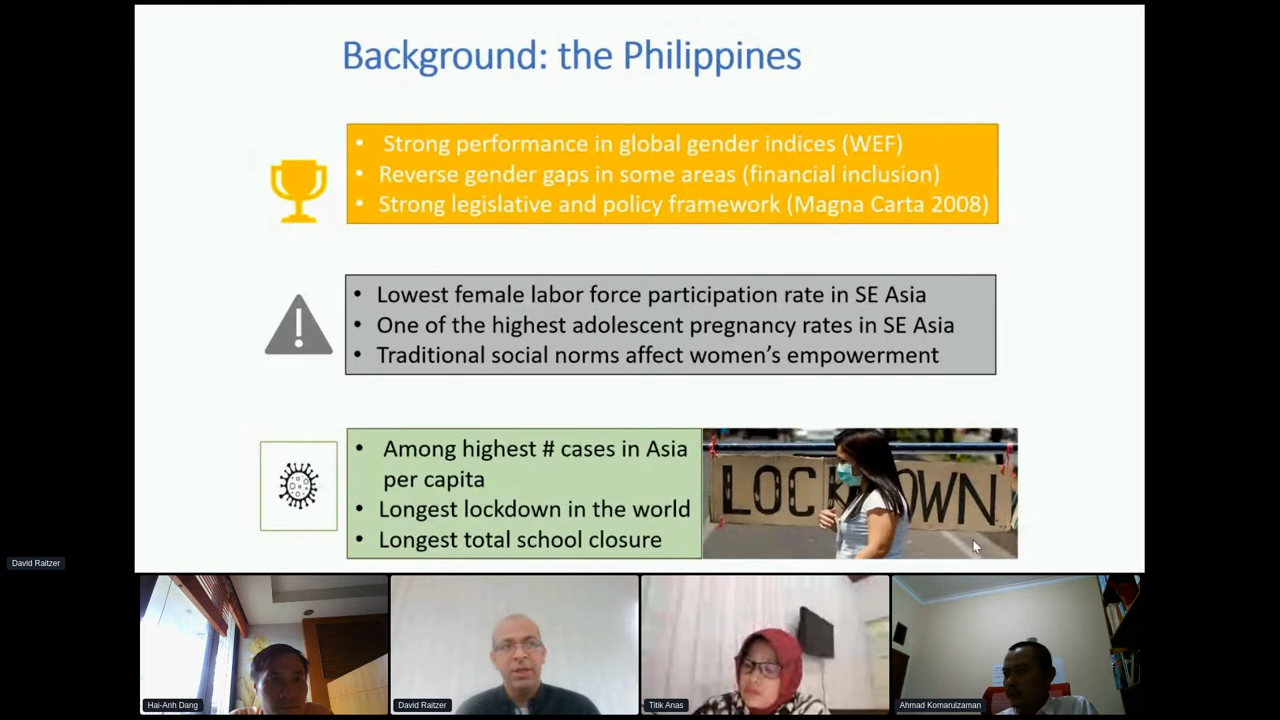 Background: the Philippines
• Strong performance in global gender indices (WEF)
• Reverse gender gaps in some areas (financial inclusion)
• Strong legislative and policy framework (Magna Carta 2008)
• Lowest female labor force participation rate in SE Asia
• One of the highest adolescent pregnancy rates in SE Asia
• Traditional social norms affect women’s empowerment
• Among highest # cases in Asia
per capita
• Longest lockdown in the world
• Longest total school closure
LOCKDOWN
David Raitzer
Hai-Anh Dang
David Raitzer
Titik Anas
Ahmad Komarulzaman